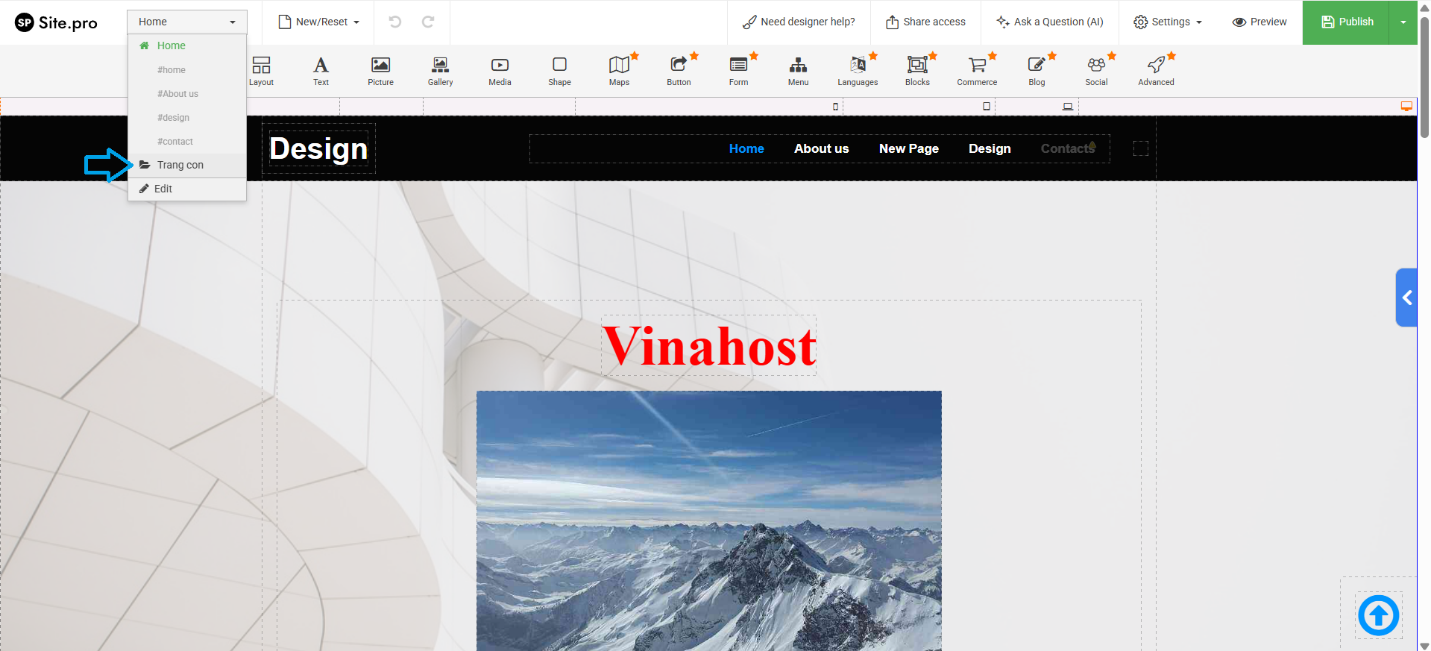 SP Site.pro
Home
New/Reset
Need designer help?
Share access
Ask a Question (AI)
Settings
Preview
Publish
Home
#home
#About us
#design
#contact
Trang con
Edit
Layout
Text
Picture
Gallery
Media
Shape
Maps
Button
Form
Menu
Languages
Blocks
Commerce
Blog
Social
Advanced
Design
Home
About us
New Page
Design
Contacts
Vinahost